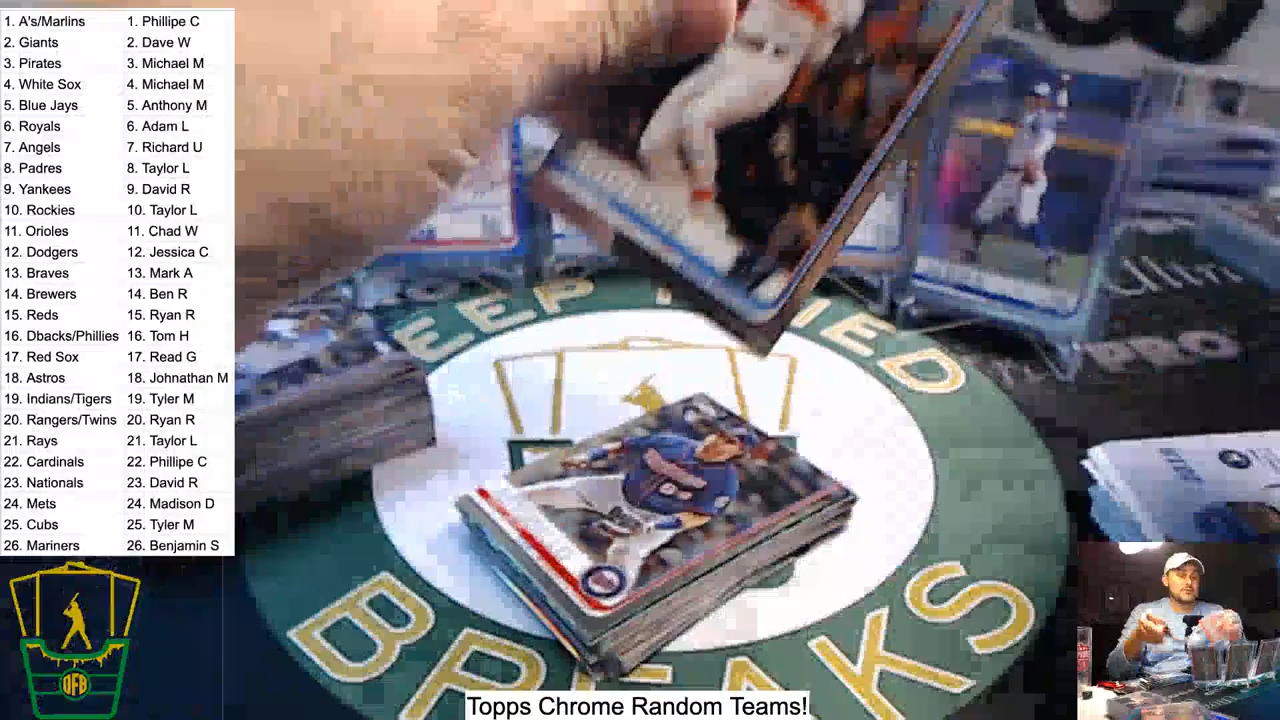 1. A's/Marlins 1. Phillipe C
2. Giants 2. Dave W
3. Pirates 3. Michael M
4. White Sox 4. Michael M
5. Blue Jays 5. Anthony M
6. Royals 6. Adam L
7. Angels 7. Richard U
8. Padres 8. Taylor L
9. Yankees 9. David R
10. Rockies 10. Taylor L
11. Orioles 11. Chad W
12. Dodgers 12. Jessica C
13. Braves 13. Mark A
14. Brewers 14. Ben R
15. Reds 15. Ryan R
16. Dbacks/Phillies 16. Tom H
17. Red Sox 17. Read G
18. Astros 18. Johnathan M
19. Indians/Tigers 19. Tyler M
20. Rangers/Twins 20. Ryan R
21. Rays 21. Taylor L
22. Cardinals 22. Phillipe C
23. Nationals 23. David R
24. Mets 24. Madison D
25. Cubs 25. Tyler M
26. Mariners 26. Benjamin S
PRO
BREAKS
Topps Chrome Random Teams!